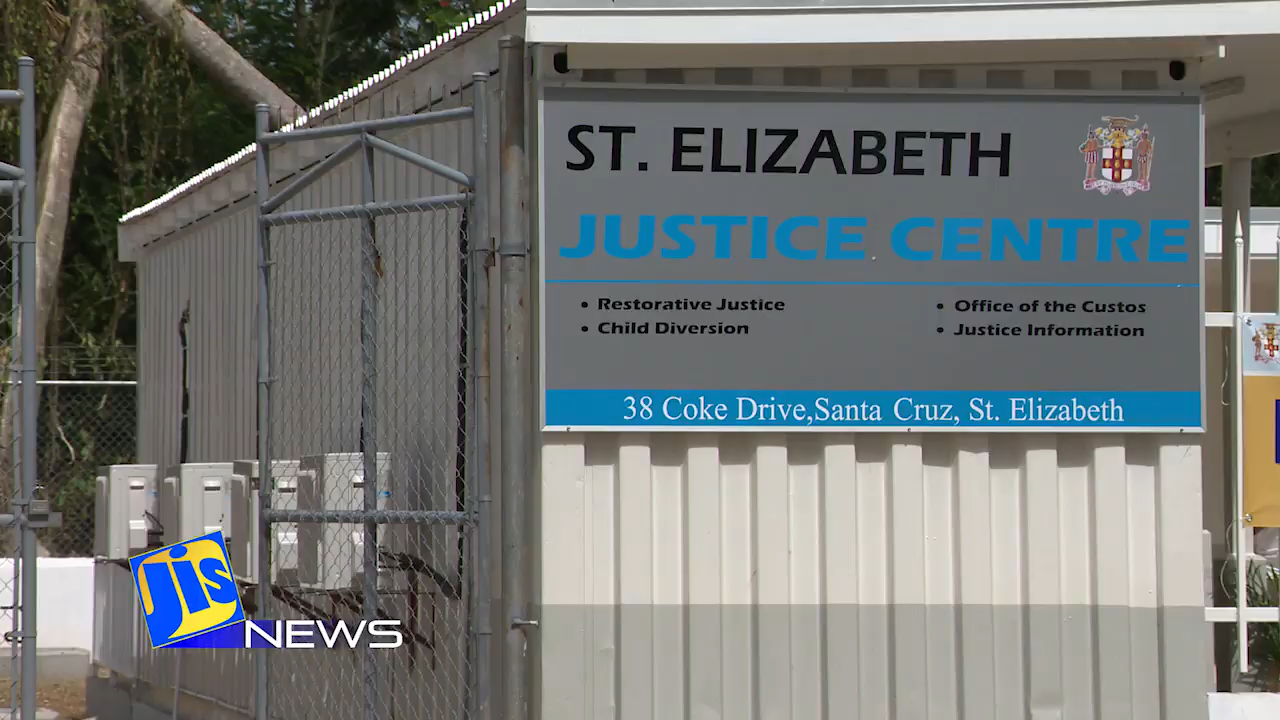 ST. ELIZABETH
JUSTICE CENTRE
• Restorative Justice
• Child Diversion
• Office of the Custos
• Justice Information
38 Coke Drive,Santa Cruz, St. Elizabeth
jis
NEWS